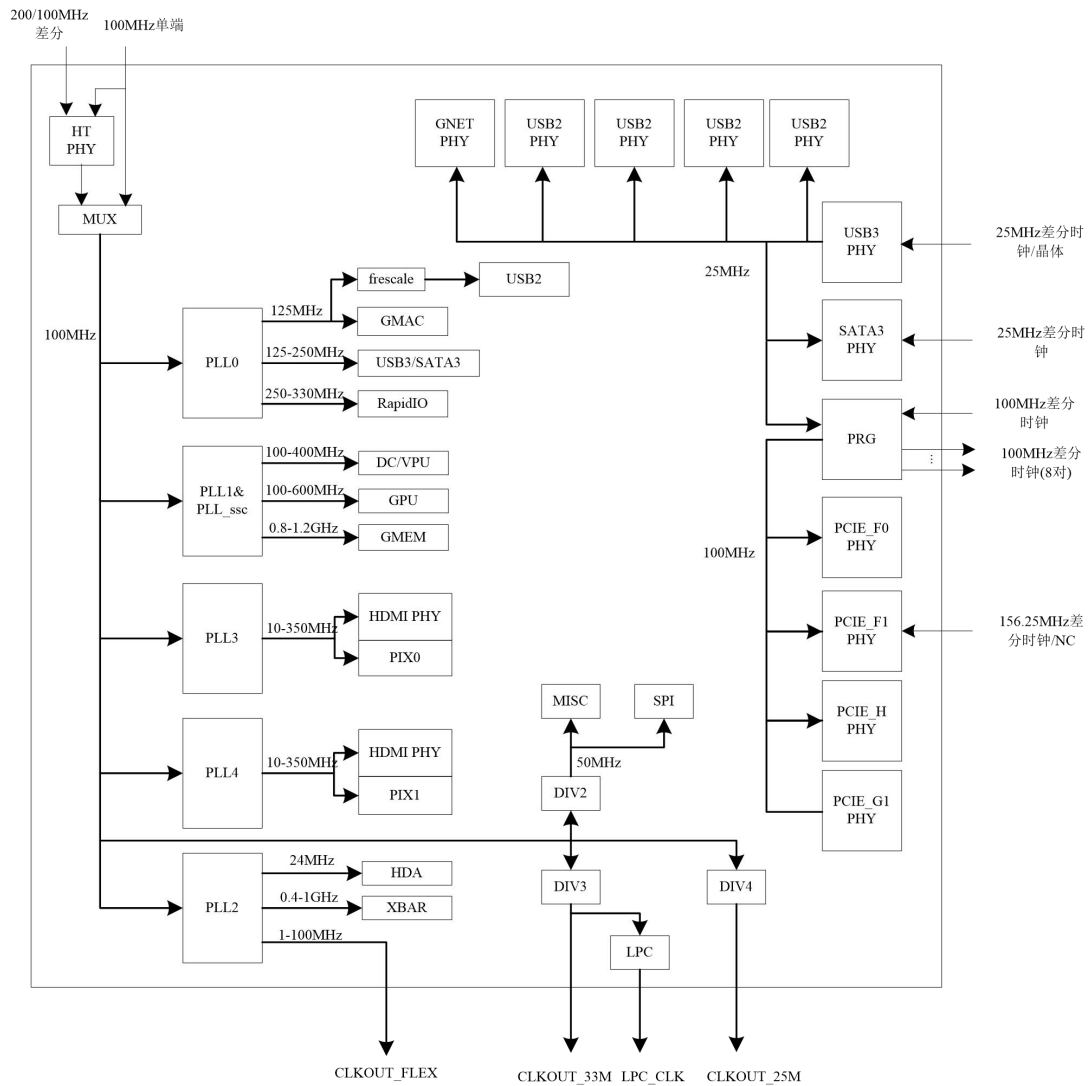 200/100MHz
差分
100MHz单端
HT
PHY
MUX
100MHz
GNET
PHY
USB2
PHY
USB2
PHY
USB2
PHY
USB2
PHY
USB3
PHY
25MHz差分时
钟/晶体
25MHz
SATA3
PHY
25MHz差分时
钟
PRG
100MHz差分
时钟
100MHz差分
时钟(8对)
...
100MHz
PCIE_F0
PHY
PCIE_F1
PHY
156.25MHz差
分时钟/NC
PCIE_H
PHY
PCIE_G1
PHY
PLL0
125MHz
frescale
USB2
GMAC
125-250MHz
USB3/SATA3
250-330MHz
RapidIO
PLL1&
PLL_ssc
100-400MHz
DC/VPU
100-600MHz
GPU
0.8-1.2GHz
GMEM
PLL3
10-350MHz
HDMI PHY
PIX0
PLL4
10-350MHz
HDMI PHY
PIX1
MISC
SPI
50MHz
DIV2
DIV3
DIV4
LPC
PLL2
24MHz
HDA
0.4-1GHz
XBAR
1-100MHz
CLKOUT_FLEX
CLKOUT_33M
LPC_CLK
CLKOUT_25M